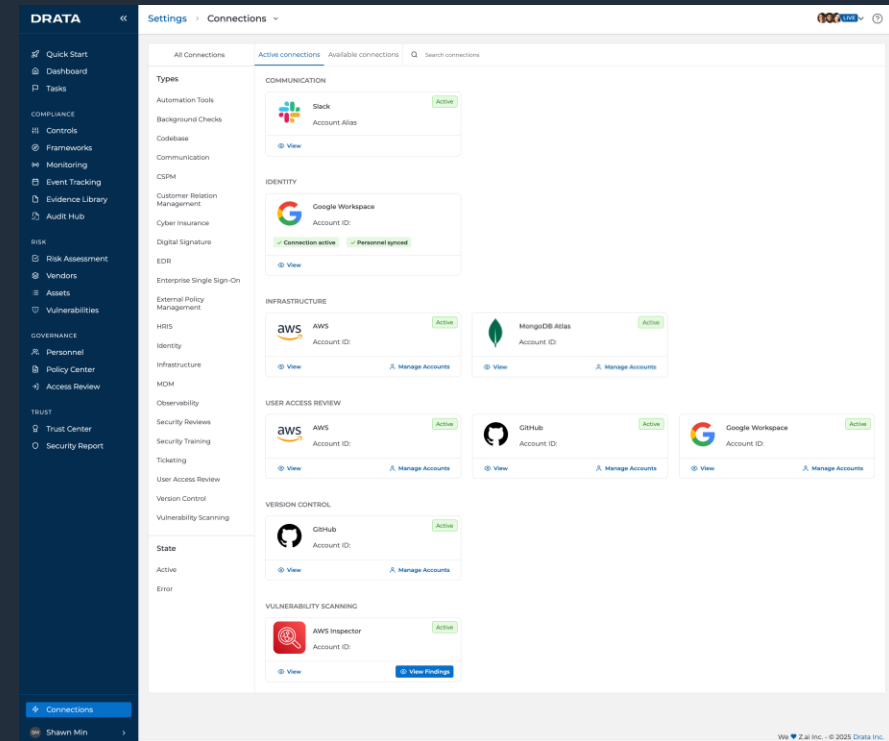 DRATA
«
Quick Start
Dashboard
Tasks
COMPLIANCE
Controls
Frameworks
Monitoring
Event Tracking
Evidence Library
Audit Hub
RISK
Risk Assessment
Vendors
Assets
Vulnerabilities
GOVERNANCE
Personnel
Policy Center
Access Review
TRUST
Trust Center
Security Report
Connections
SM Shawn Min
Settings > Connections
LIVE
All Connections
Types
Automation Tools
Background Checks
Codebase
Communication
CSPM
Customer Relation
Management
Cyber Insurance
Digital Signature
EDR
Enterprise Single Sign-On
External Policy
Management
HRIS
Identity
Infrastructure
MDM
Observability
Security Reviews
Security Training
Ticketing
User Access Review
Version Control
Vulnerability Scanning
State
Active
Error
Active connections Available connections Search connections
COMMUNICATION
Slack Active
Account Alias
View
IDENTITY
Google Workspace
Account ID:
Connection active Personnel synced
View
INFRASTRUCTURE
aws AWS Active
Account ID:
View Manage Accounts
MongoDB Atlas Active
Account ID:
View Manage Accounts
USER ACCESS REVIEW
aws AWS Active
Account ID:
View Manage Accounts
GitHub Active
Account ID:
View Manage Accounts
Google Workspace Active
Account ID:
View Manage Accounts
VERSION CONTROL
GitHub Active
Account ID:
View Manage Accounts
VULNERABILITY SCANNING
AWS Inspector Active
Account ID:
View View Findings
We 💙 Z.ai Inc. - © 2025 Drata Inc.